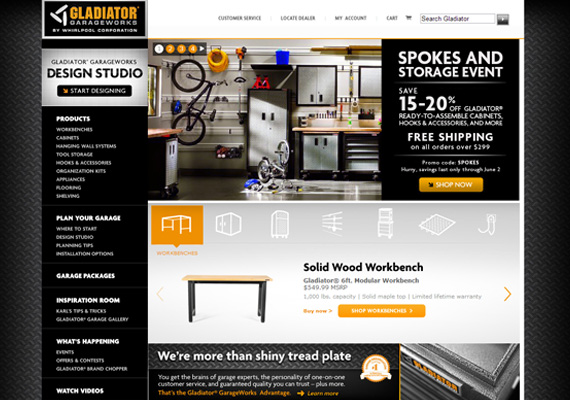 GLADIATOR
GARAGEWORKS
BY WHIRLPOOL CORPORATION
CUSTOMER SERVICE | LOCATE DEALER | MY ACCOUNT | CART
Search Gladiator
GLADIATOR® GARAGEWORKS
DESIGN STUDIO
START DESIGNING
PRODUCTS
WORKBENCHES
CABINETS
HANGING WALL SYSTEMS
TOOL STORAGE
HOOKS & ACCESSORIES
ORGANIZATION KITS
APPLIANCES
FLOORING
SHELVING
PLAN YOUR GARAGE
WHERE TO START
DESIGN STUDIO
PLANNING TIPS
INSTALLATION OPTIONS
GARAGE PACKAGES
INSPIRATION ROOM
KARL'S TIPS & TRICKS
GLADIATOR® GARAGE GALLERY
WHAT'S HAPPENING
EVENTS
OFFERS & CONTESTS
GLADIATOR® BRAND CHOPPER
WATCH VIDEOS
1 2 3 4
SPOKES AND
STORAGE EVENT
SAVE
15-20% OFF GLADIATOR®
READY-TO-ASSEMBLE CABINETS,
HOOKS & ACCESSORIES, AND MORE
FREE SHIPPING
on all orders over $299
Promo code: SPOKES
Hurry, savings last only through June 2
SHOP NOW
WORKBENCHES
Solid Wood Workbench
Gladiator® 6ft. Modular Workbench
$349.99 MSRP
1,000 lbs. capacity | Solid maple top | Limited lifetime warranty
Buy now >
SHOP WORKBENCHES >
We're more than shiny tread plate
You get the brains of garage experts, the personality of one-on-one
customer service, and guaranteed quality you can trust – plus more.
That's the Gladiator® GarageWorks Advantage.
Learn more
#1
GLADIATOR